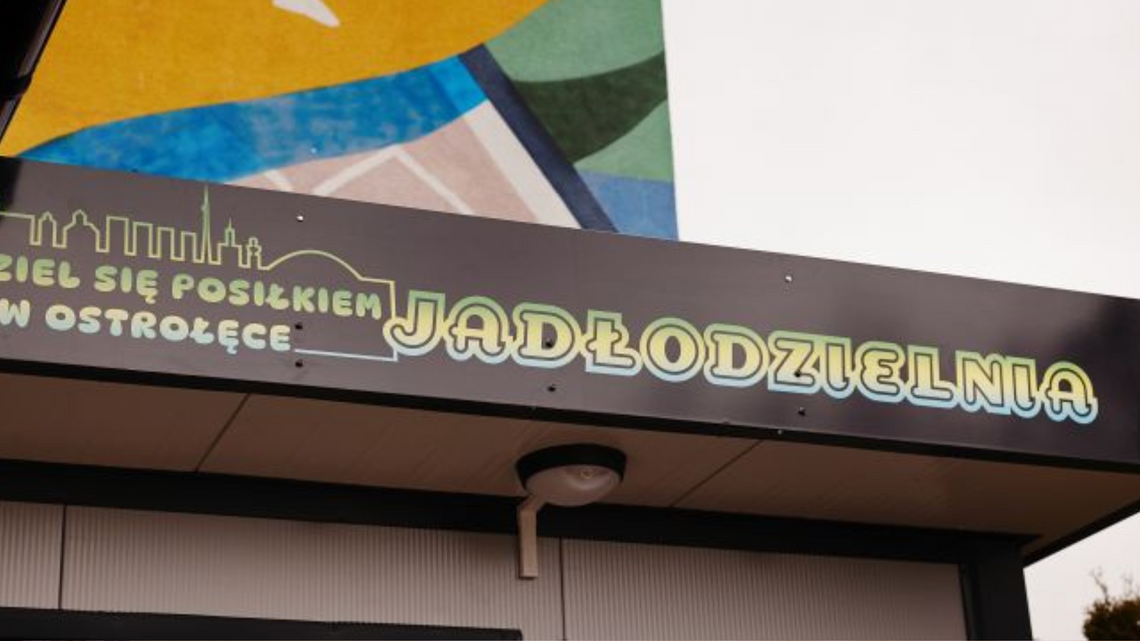 ZIEL SIĘ POSIŁKIEM
W OSTROŁĘCE
JADŁODZIELNIA